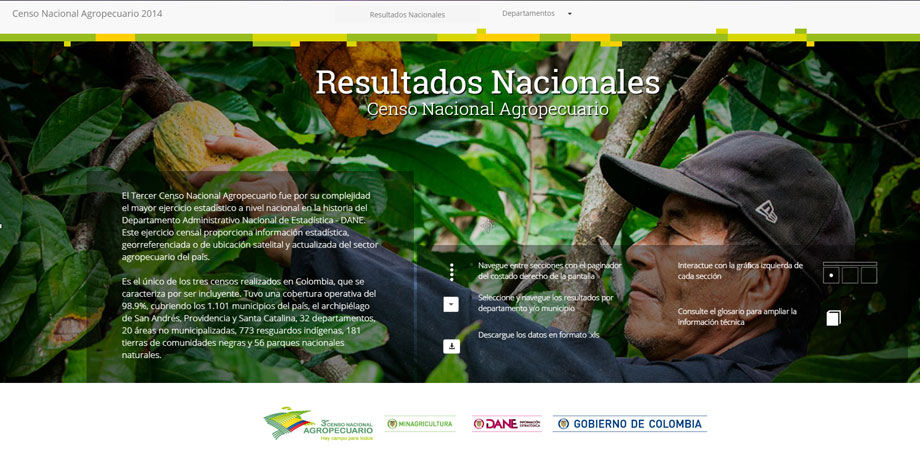 Censo Nacional Agropecuario 2014
Resultados Nacionales
Departamentos
Resultados Nacionales
Censo Nacional Agropecuario
El Tercer Censo Nacional Agropecuario fue por su complejidad
el mayor ejercicio estadístico a nivel nacional en la historia del
Departamento Administrativo Nacional de Estadística - DANE.
Este ejercicio censal proporciona información estadística,
georreferenciada o de ubicación satelital y actualizada del sector
agropecuario del país.
Es el único de los tres censos realizados en Colombia, que se
caracteriza por ser incluyente. Tuvo una cobertura operativa del
98.9%, cubriendo los 1.101 municipios del país, el archipiélago
de San Andrés, Providencia y Santa Catalina, 32 departamentos,
20 áreas no municipalizadas, 773 resguardos indígenas, 181
tierras de comunidades negras y 56 parques nacionales
naturales.
Navegue entre secciones con el paginador
del costado derecho de la pantalla
Seleccione y navegue los resultados por
departamento y/o municipio
Descargue los datos en formato .xls
Interactue con la gráfica izquierda de
cada sección
Consulte el glosario para ampliar la
información técnica
3er CENSO NACIONAL
AGROPECUARIO
Hay campo para todos
MINAGRICULTURA
DANE
INFORMACIÓN
ESTRATÉGICA
GOBIERNO DE COLOMBIA